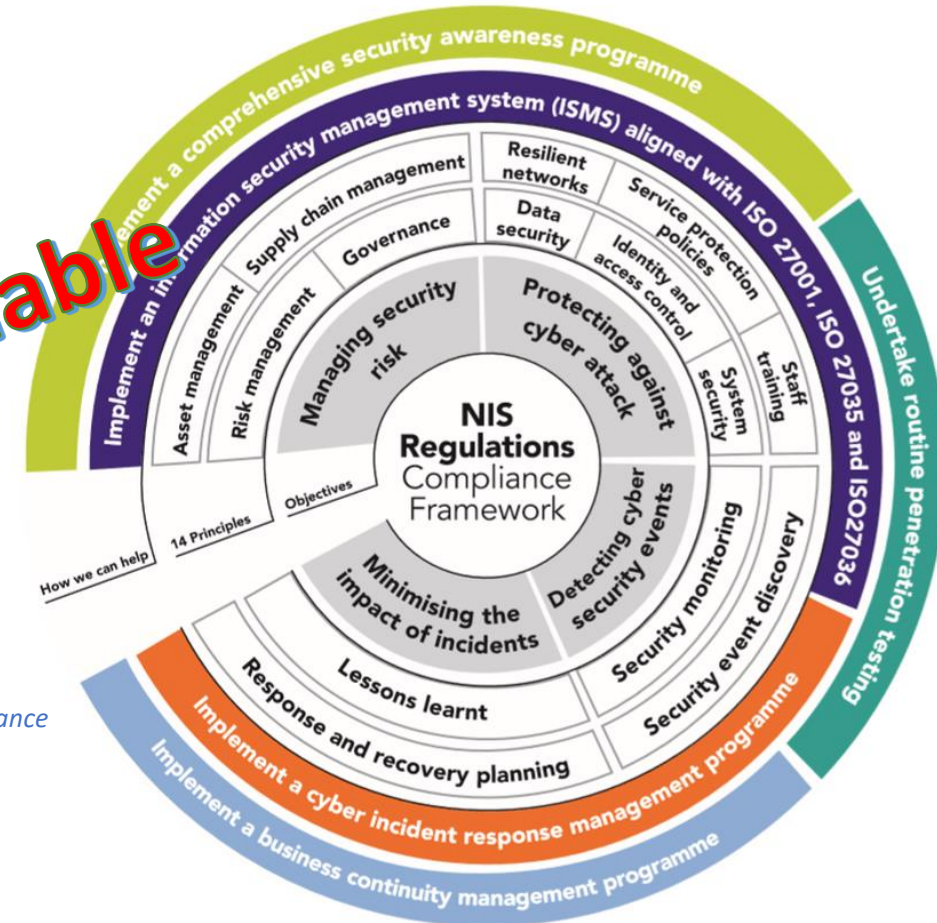 ement a comprehensive security awareness programme
Implement an information security management system (ISMS) aligned with ISO 27001, ISO 27035 and ISO27036
Undertake routine penetration testing
Asset management
Supply chain management
Risk management
Governance
Resilient
networks
Service protection
policies
Data
security
Identity and
access control
System
security
Staff
training
Managing security
risk
Protecting against
cyber attack
NIS
Regulations
Compliance
Framework
Detecting cyber
security events
Minimising the
impact of incidents
Objectives
14 Principles
How we can help
Security monitoring
Security event discovery
Lessons learnt
Response and recovery planning
Implement a cyber incident response management programme
Implement a business continuity management programme
able
ance